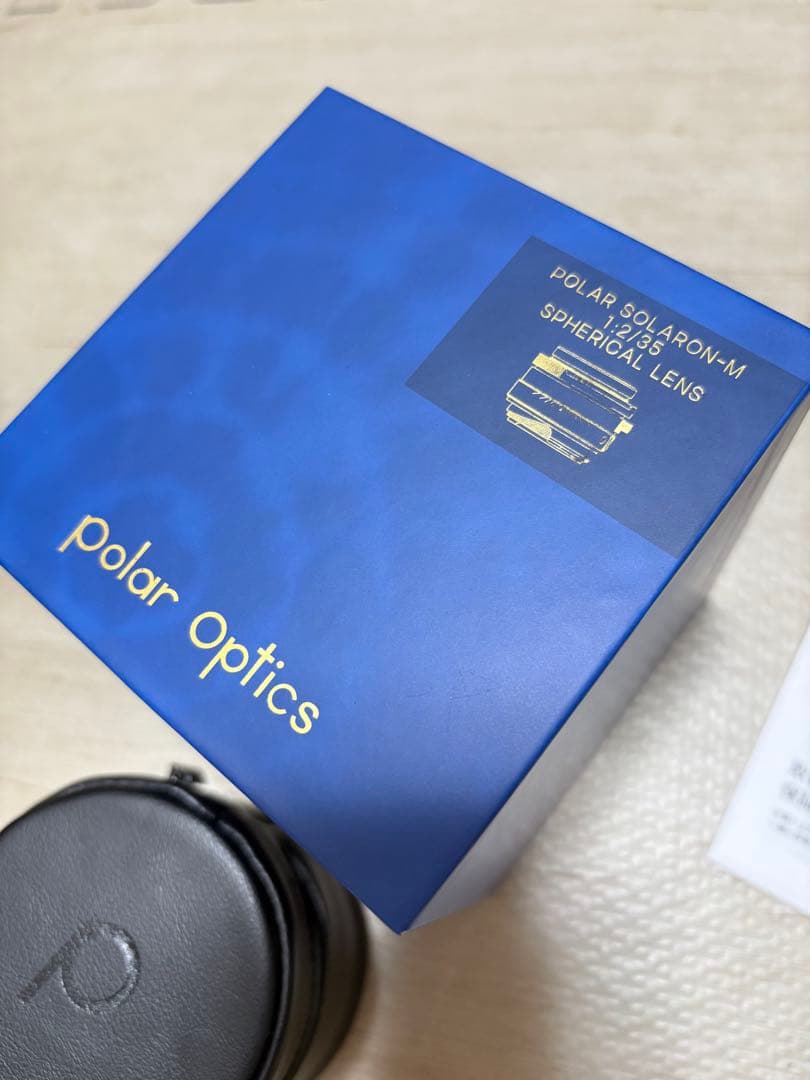 POLAR SOLARON-M
1:2/35
SPHERICAL LENS
polar Optics
p